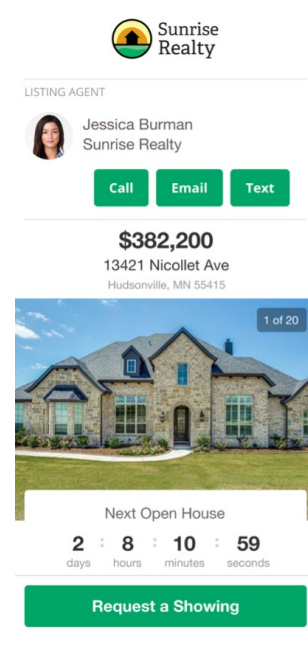 Sunrise
Realty
LISTING AGENT
Jessica Burman
Sunrise Realty
Call Email Text
$382,200
13421 Nicollet Ave
Hudsonville, MN 55415
1 of 20
Next Open House
2 : 8 : 10 : 59
days hours minutes seconds
Request a Showing